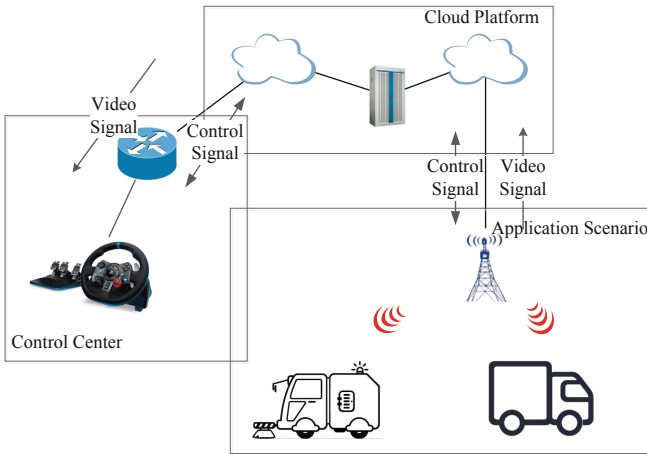 Cloud Platform
Video
Signal
Control
Signal
Control
Signal
Video
Signal
Application Scenario
Control Center